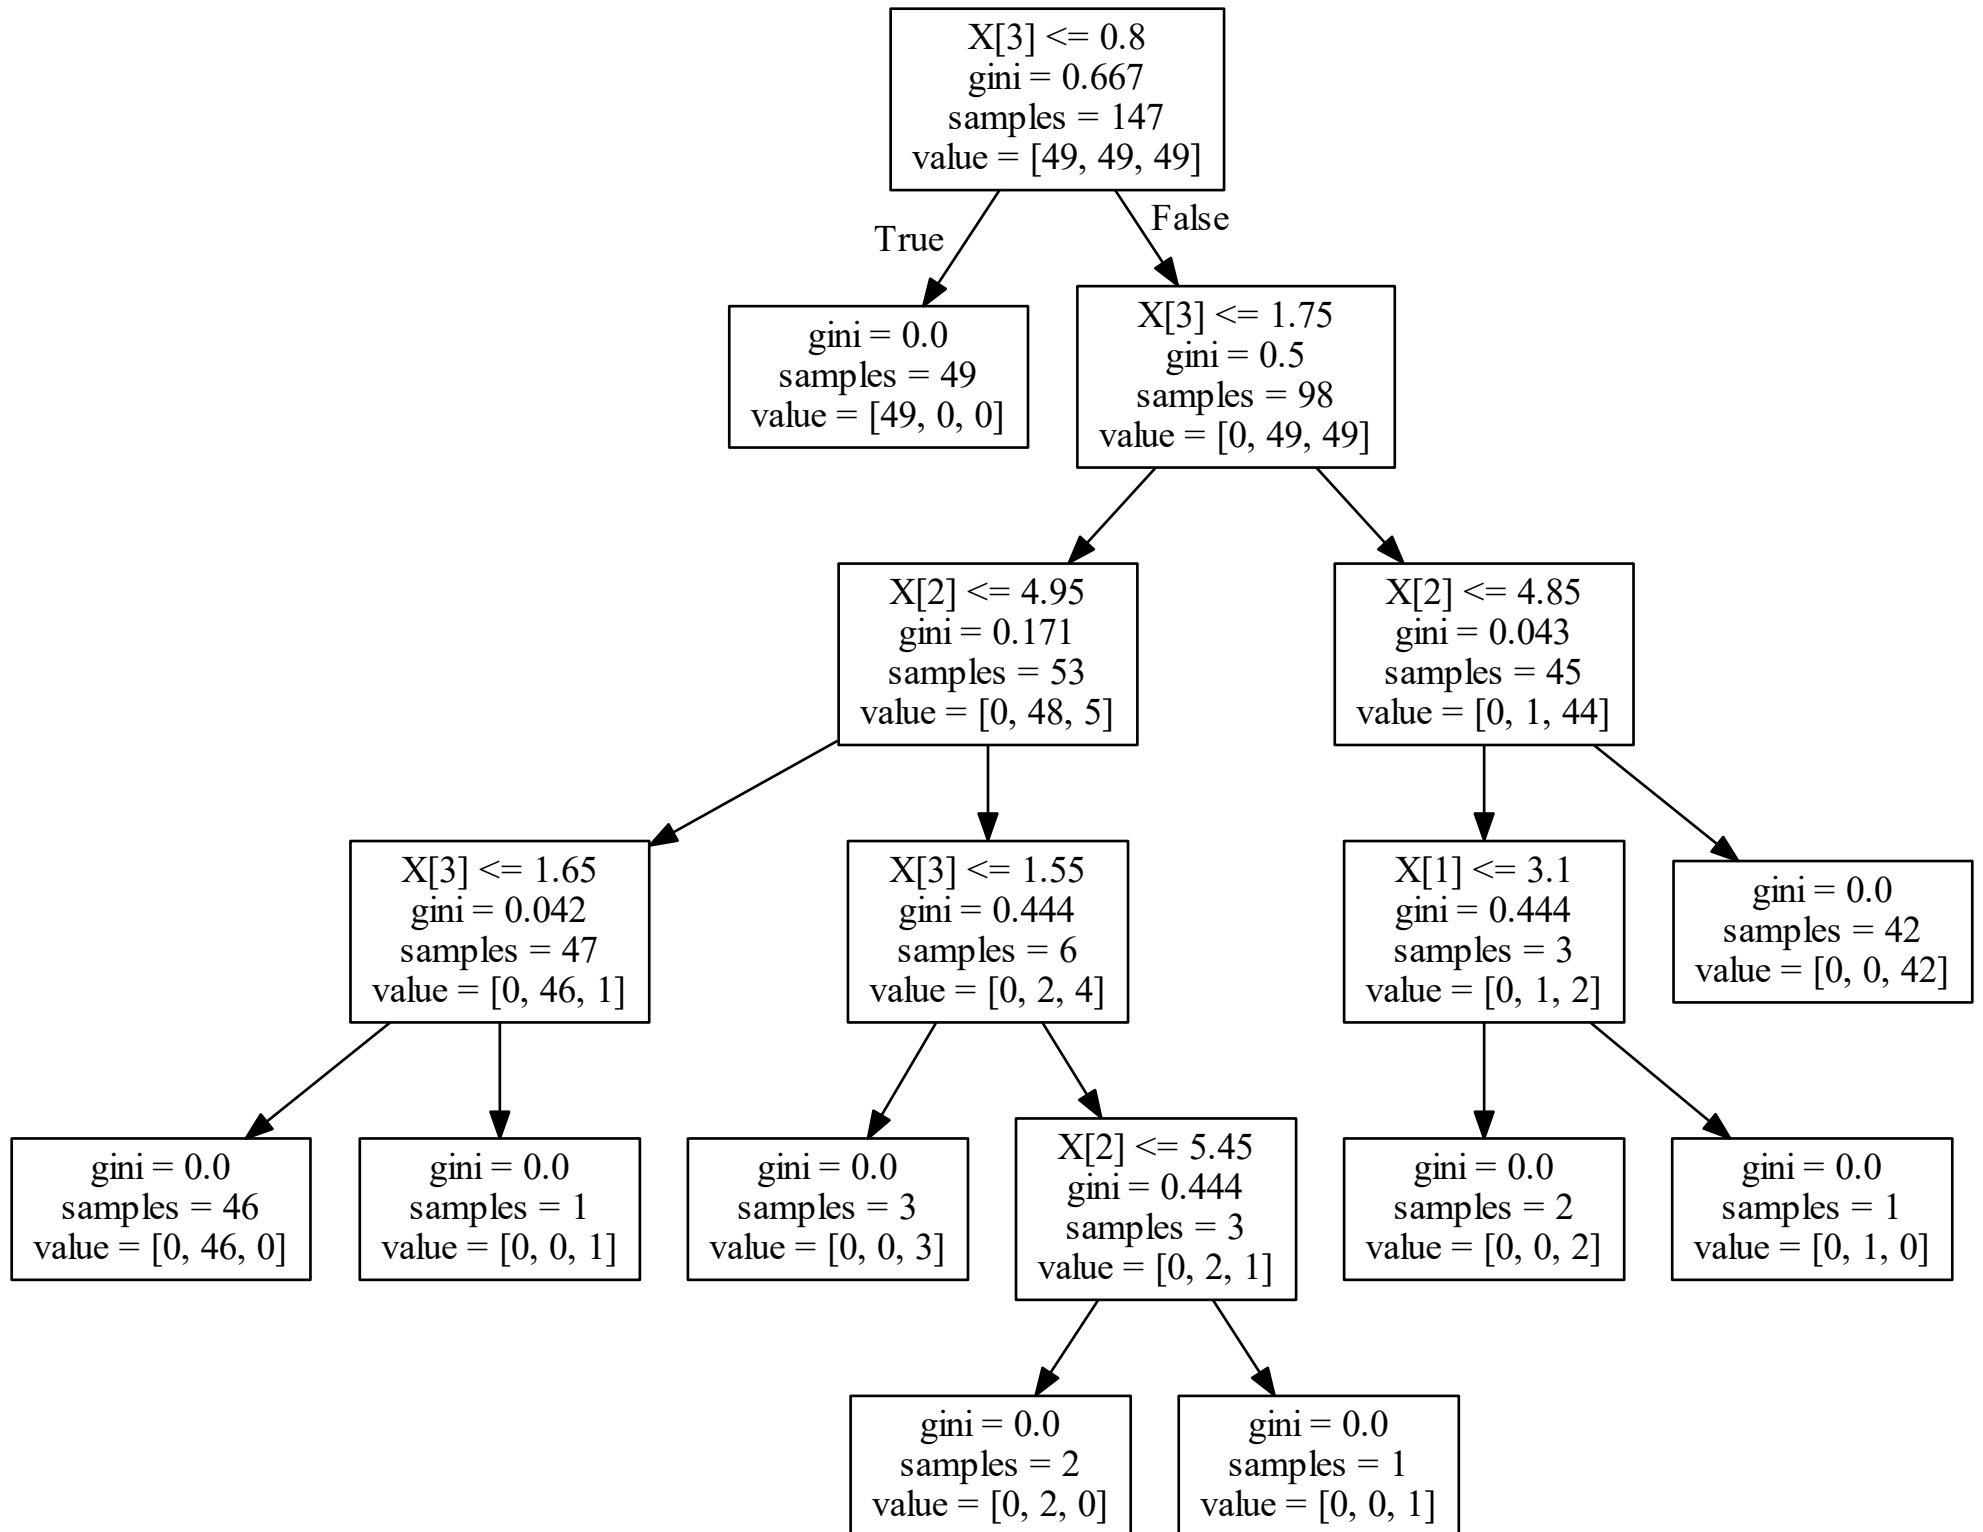 X[3] <= 0.8
gini = 0.667
samples = 147
value = [49, 49, 49]
True
False
gini = 0.0
samples = 49
value = [49, 0, 0]
X[3] <= 1.75
gini = 0.5
samples = 98
value = [0, 49, 49]
X[2] <= 4.95
gini = 0.171
samples = 53
value = [0, 48, 5]
X[2] <= 4.85
gini = 0.043
samples = 45
value = [0, 1, 44]
X[3] <= 1.65
gini = 0.042
samples = 47
value = [0, 46, 1]
X[3] <= 1.55
gini = 0.444
samples = 6
value = [0, 2, 4]
X[1] <= 3.1
gini = 0.444
samples = 3
value = [0, 1, 2]
gini = 0.0
samples = 42
value = [0, 0, 42]
gini = 0.0
samples = 46
value = [0, 46, 0]
gini = 0.0
samples = 1
value = [0, 0, 1]
gini = 0.0
samples = 3
value = [0, 0, 3]
X[2] <= 5.45
gini = 0.444
samples = 3
value = [0, 2, 1]
gini = 0.0
samples = 2
value = [0, 0, 2]
gini = 0.0
samples = 1
value = [0, 1, 0]
gini = 0.0
samples = 2
value = [0, 2, 0]
gini = 0.0
samples = 1
value = [0, 0, 1]